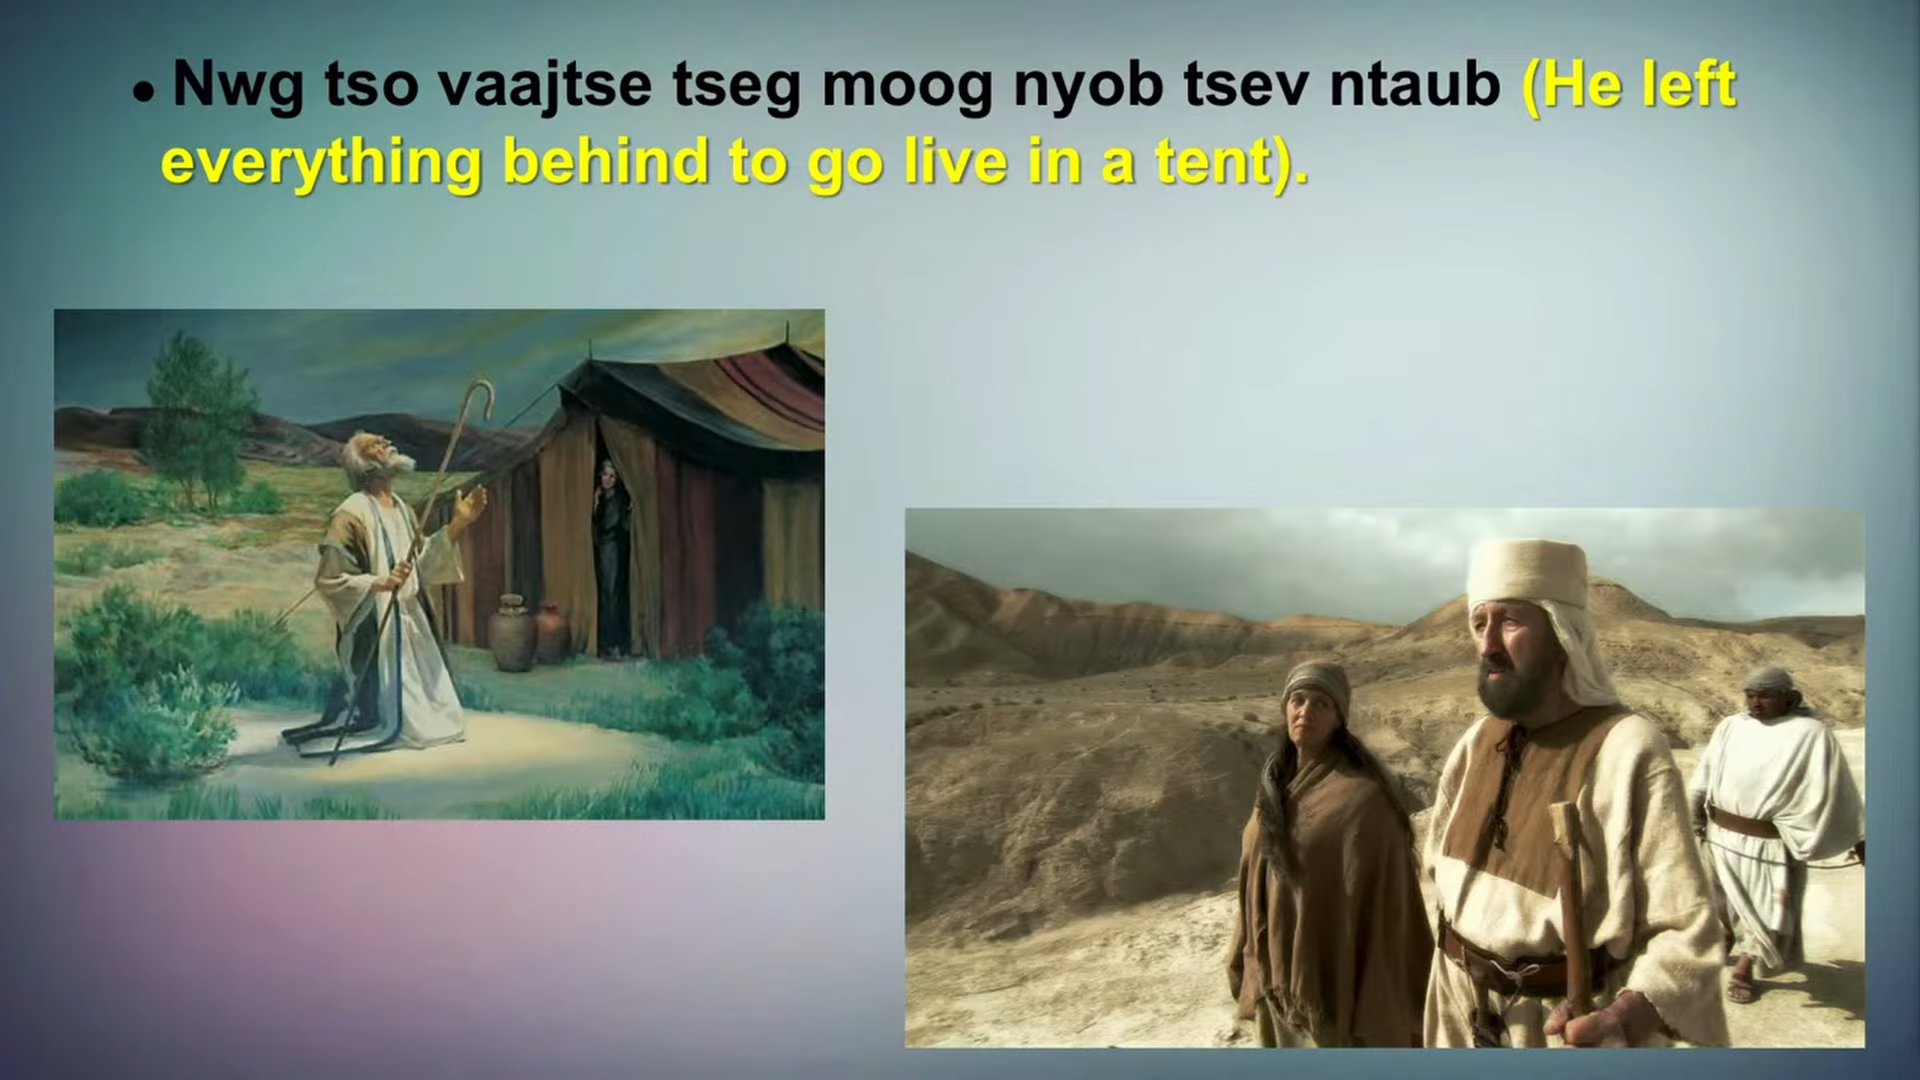 • Nwg tso vaajtse tseg moog nyob tsev ntaub (He left
everything behind to go live in a tent).